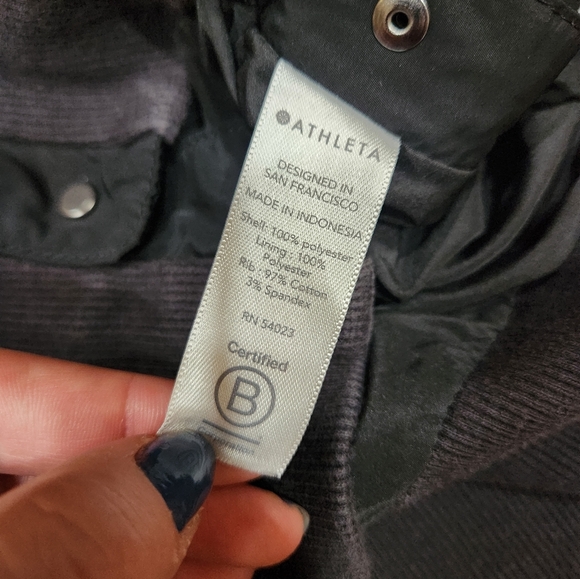 ATHLETA
DESIGNED IN
SAN FRANCISCO
MADE IN INDONESIA
Shell: 100% polyester
Lining : 100%
Polyester
Rib : 97% Cotton
3% Spandex
RN 54023
Certified
B